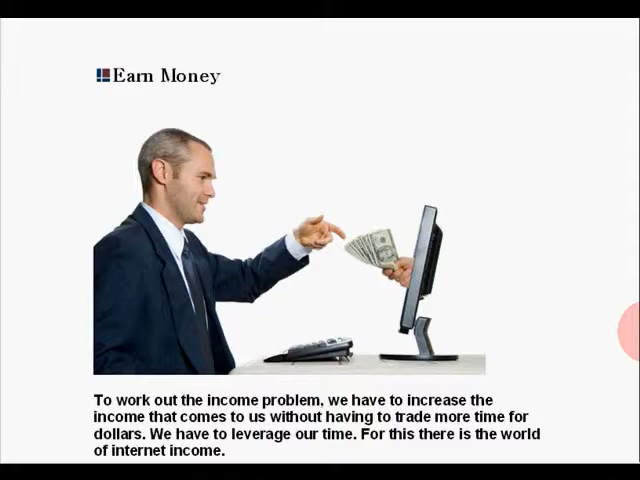 Earn Money
To work out the income problem, we have to increase the
income that comes to us without having to trade more time for
dollars. We have to leverage our time. For this there is the world
of internet income.